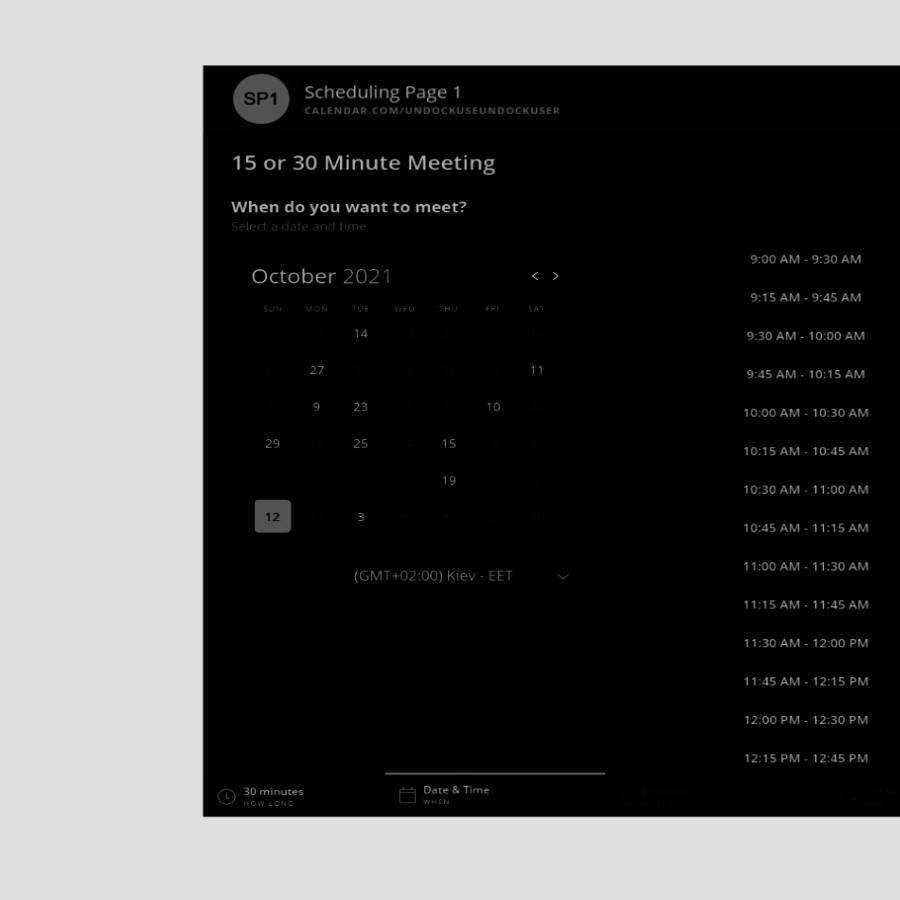 SP1
Scheduling Page 1
CALENDAR.COM/UNDOCKUSEUNDOCKUSER
15 or 30 Minute Meeting
When do you want to meet?
Select a date and time
October 2021 < >
SUN MON TUE WED THU FRI SAT
14
27 11
9 23 10
29 25 15
19
12 3
(GMT+02:00) Kiev - EET
9:00 AM - 9:30 AM
9:15 AM - 9:45 AM
9:30 AM - 10:00 AM
9:45 AM - 10:15 AM
10:00 AM - 10:30 AM
10:15 AM - 10:45 AM
10:30 AM - 11:00 AM
10:45 AM - 11:15 AM
11:00 AM - 11:30 AM
11:15 AM - 11:45 AM
11:30 AM - 12:00 PM
11:45 AM - 12:15 PM
12:00 PM - 12:30 PM
12:15 PM - 12:45 PM
30 minutes
HOW LONG
Date & Time
WHEN